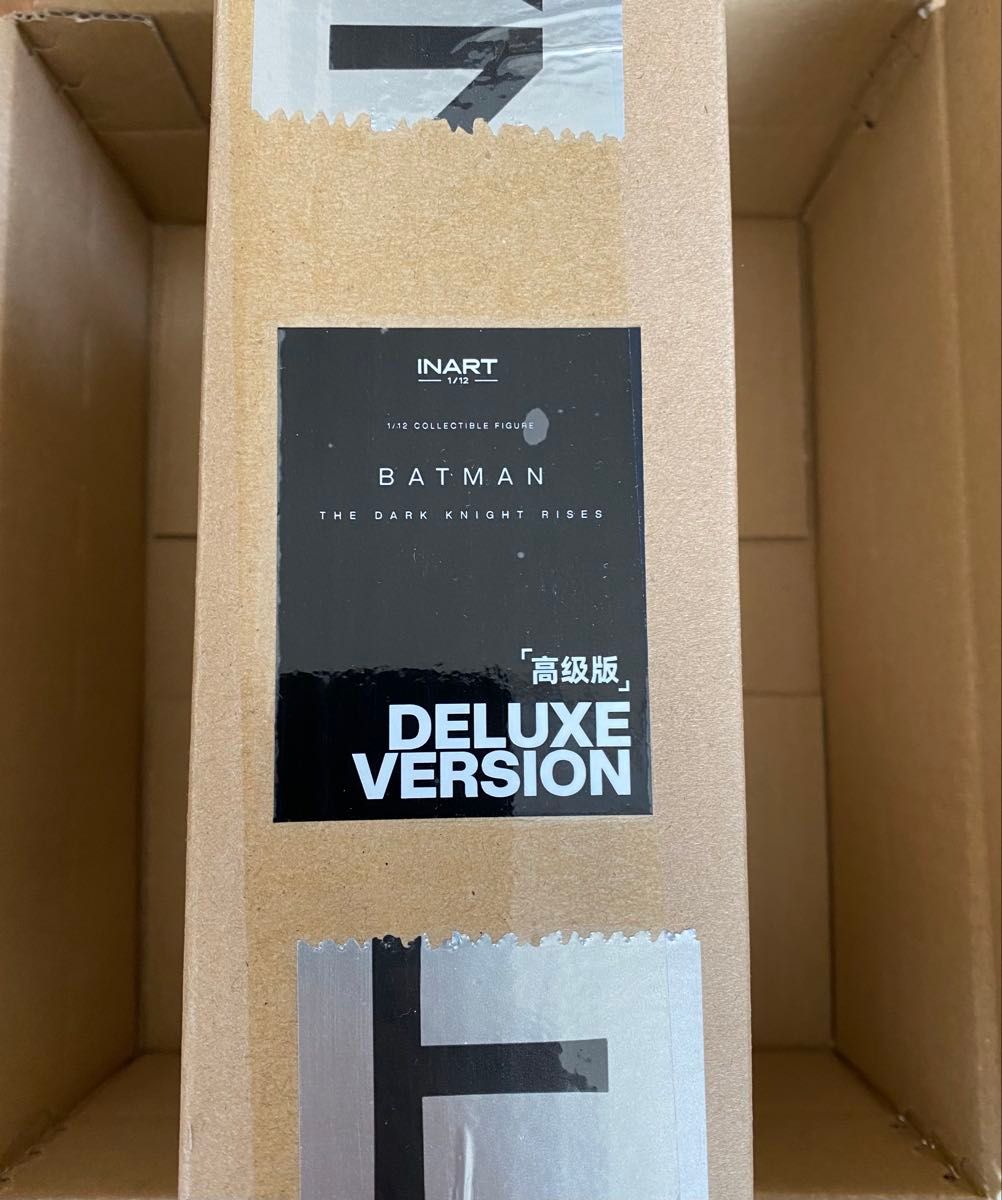 INART
1/12
1/12 COLLECTIBLE FIGURE
BATMAN
THE DARK KNIGHT RISES
「高级版」
DELUXE
VERSION